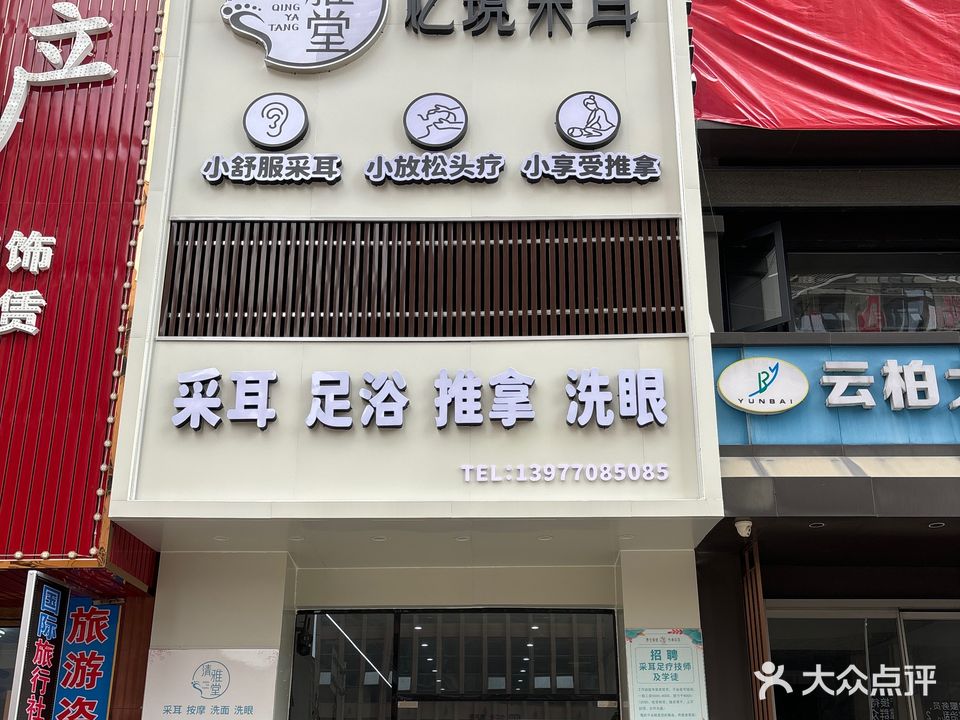 QING
YA
TANG
雅
堂
忆境采耳
小舒服采耳
小放松头疗
小享受推拿
采耳 足浴 推拿 洗眼
TEL:13977085085
产
饰
赁
YUNBAI
云柏
国际旅行社
旅游咨
清雅堂
采耳 按摩 洗面 洗眼
招聘
采耳足疗技师
及学徒
大众点评